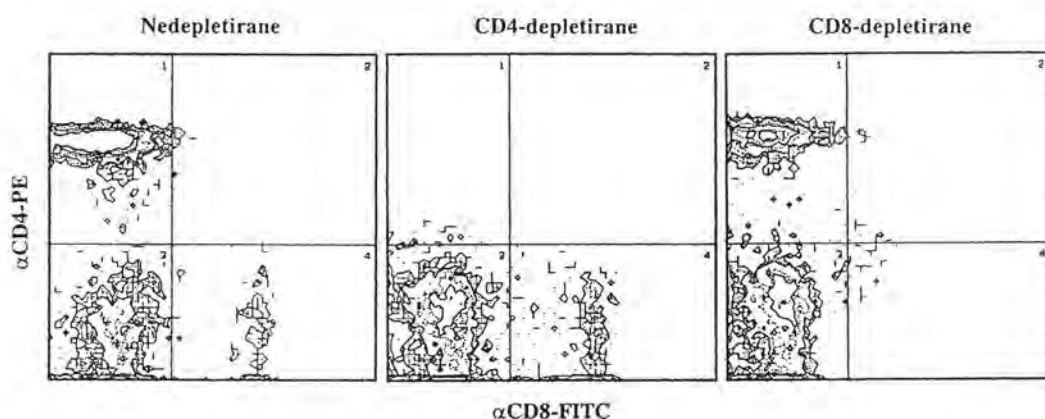 Nedepletirane CD4-depletirane CD8-depletirane
1 2 1 2 1 2
αCD4-PE
3 4 2 4 3 4
αCD8-FITC